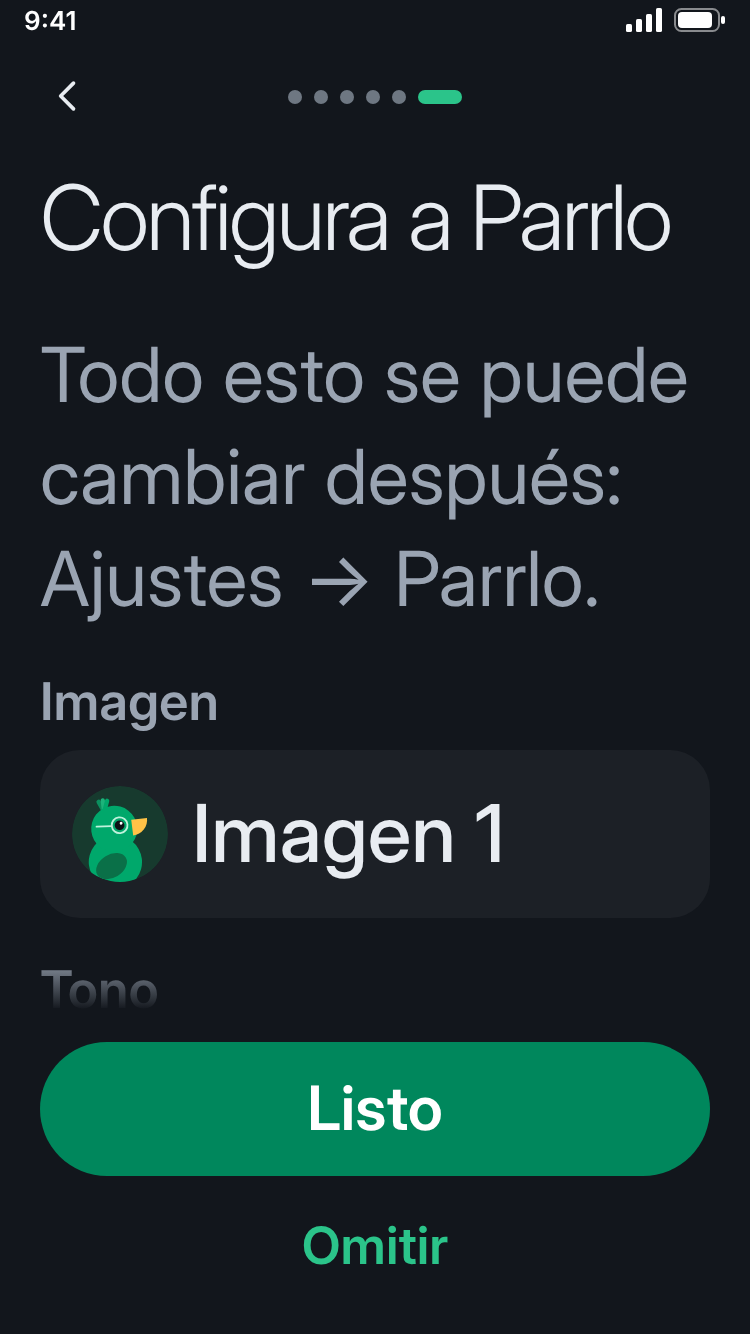 9:41
Configura a Parrlo
Todo esto se puede
cambiar después:
Ajustes → Parrlo.
Imagen
Imagen 1
Tono
Listo
Omitir